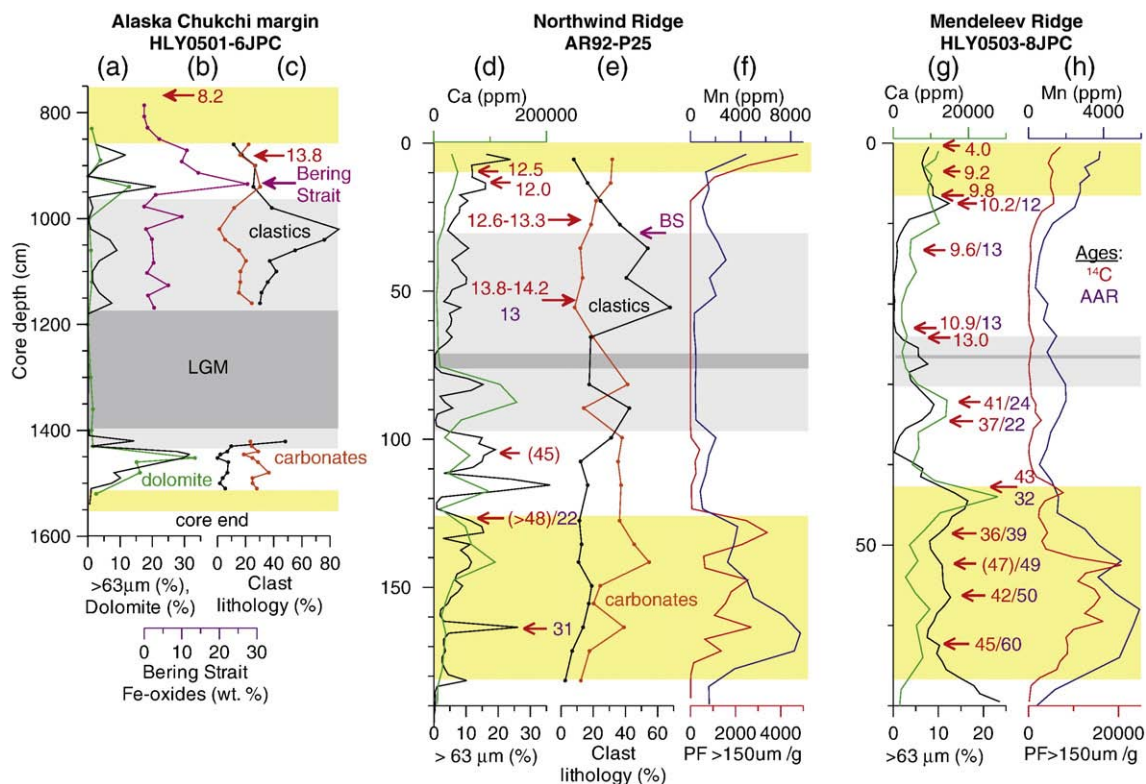 Alaska Chukchi margin
HLY0501-6JPC
(a) (b) (c)
8.2
13.8
Bering
Strait
clastics
LGM
carbonates
dolomite
core end
Core depth (cm)
800
1000
1200
1400
1600
0 10 20 30
0 20 40 60 80
>63µm (%),
Dolomite (%)
Clast
lithology (%)
0 10 20 30
Bering Strait
Fe-oxides (wt. %)
Northwind Ridge
AR92-P25
(d) (e) (f)
Ca (ppm)
0 200000
Mn (ppm)
0 4000 8000
0
50
100
150
12.5
12.0
12.6-13.3
BS
13.8-14.2
13
clastics
(45)
(>48)/22
carbonates
31
0 10 20 30
0 20 40 60
0 2000 4000
> 63 µm (%)
Clast
lithology (%)
PF >150um /g
Mendeleev Ridge
HLY0503-8JPC
(g) (h)
Ca (ppm)
0 20000
Mn (ppm)
0 4000
0
50
4.0
9.2
9.8
10.2/12
9.6/13
Ages:
14C
AAR
10.9/13
13.0
41/24
37/22
43
32
36/39
(47)/49
42/50
45/60
0 10 20
0 20000
>63 µm (%)
PF>150um/g